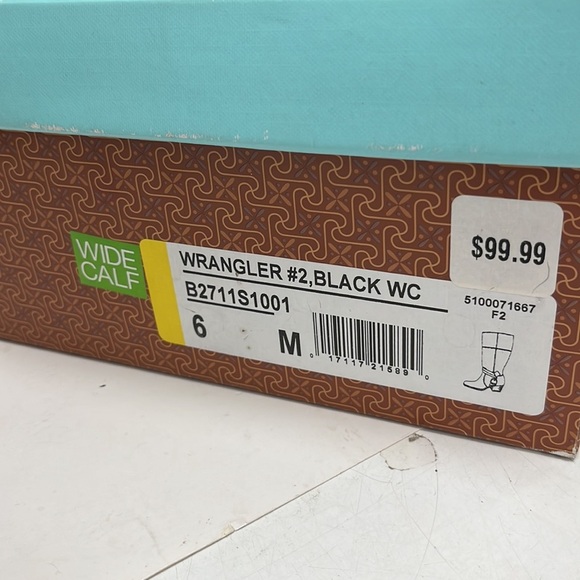 WIDE
CALF
WRANGLER #2,BLACK WC
B2711S1001
6
M
0 17117 21589 0
$99.99
5100071667
F2